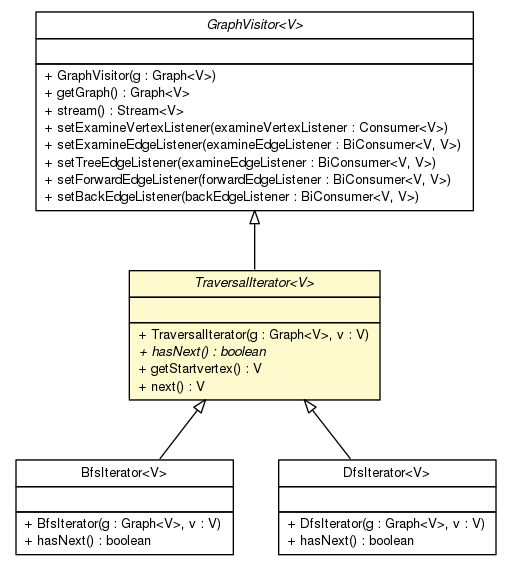 GraphVisitor<V>
+ GraphVisitor(g : Graph<V>)
+ getGraph() : Graph<V>
+ stream() : Stream<V>
+ setExamineVertexListener(examineVertexListener : Consumer<V>)
+ setExamineEdgeListener(examineEdgeListener : BiConsumer<V, V>)
+ setTreeEdgeListener(examineEdgeListener : BiConsumer<V, V>)
+ setForwardEdgeListener(forwardEdgeListener : BiConsumer<V, V>)
+ setBackEdgeListener(backEdgeListener : BiConsumer<V, V>)
TraversalIterator<V>
+ TraversalIterator(g : Graph<V>, v : V)
+ hasNext() : boolean
+ getStartvertex() : V
+ next() : V
BfsIterator<V>
+ BfsIterator(g : Graph<V>, v : V)
+ hasNext() : boolean
DfsIterator<V>
+ DfsIterator(g : Graph<V>, v : V)
+ hasNext() : boolean